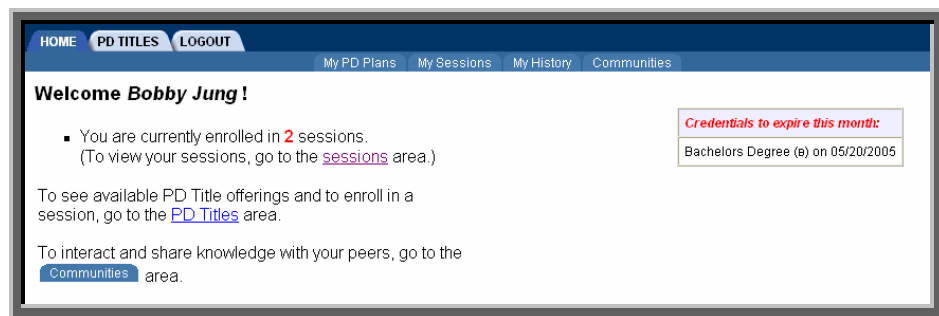 HOME PD TITLES LOGOUT
My PD Plans My Sessions My History Communities
Welcome Bobby Jung !
You are currently enrolled in 2 sessions.
(To view your sessions, go to the sessions area.)
To see available PD Title offerings and to enroll in a
session, go to the PD Titles area.
To interact and share knowledge with your peers, go to the
Communities area.
Credentials to expire this month:
Bachelors Degree (B) on 05/20/2005